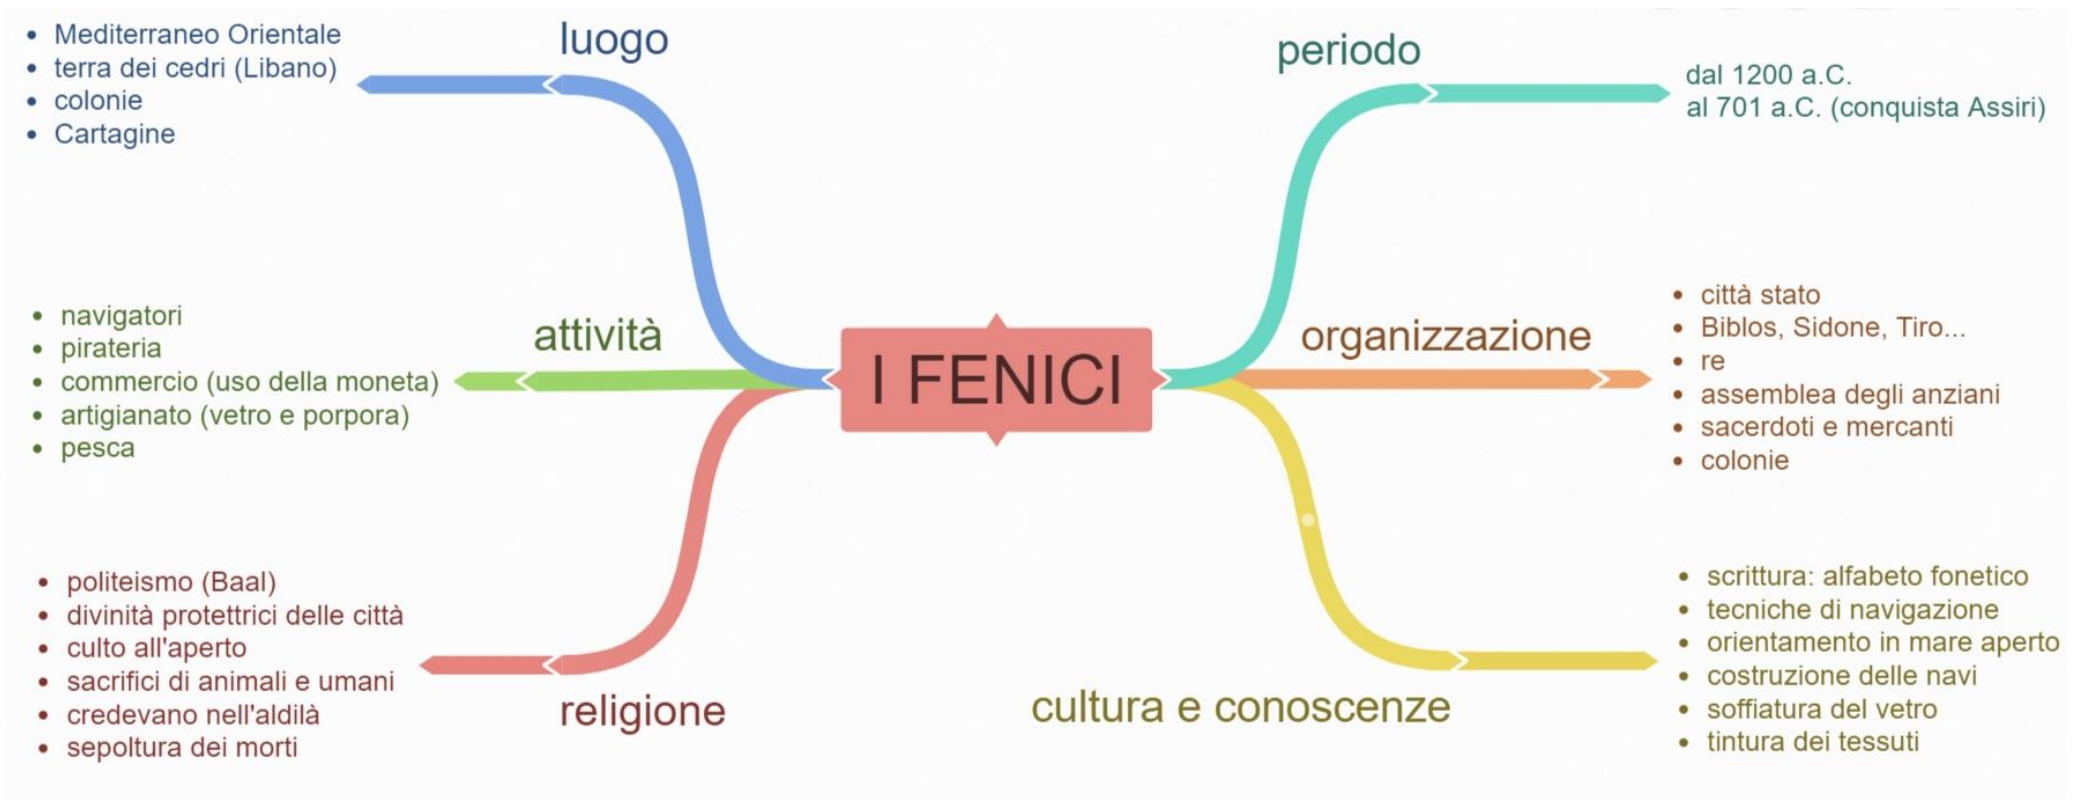 I FENICI
luogo
Mediterraneo Orientale
terra dei cedri (Libano)
colonie
Cartagine
attività
navigatori
pirateria
commercio (uso della moneta)
artigianato (vetro e porpora)
pesca
religione
politeismo (Baal)
divinità protettrici delle città
culto all'aperto
sacrifici di animali e umani
credevano nell'aldilà
sepoltura dei morti
periodo
dal 1200 a.C.
al 701 a.C. (conquista Assiri)
organizzazione
città stato
Biblos, Sidone, Tiro...
re
assemblea degli anziani
sacerdoti e mercanti
colonie
cultura e conoscenze
scrittura: alfabeto fonetico
tecniche di navigazione
orientamento in mare aperto
costruzione delle navi
soffiatura del vetro
tintura dei tessuti